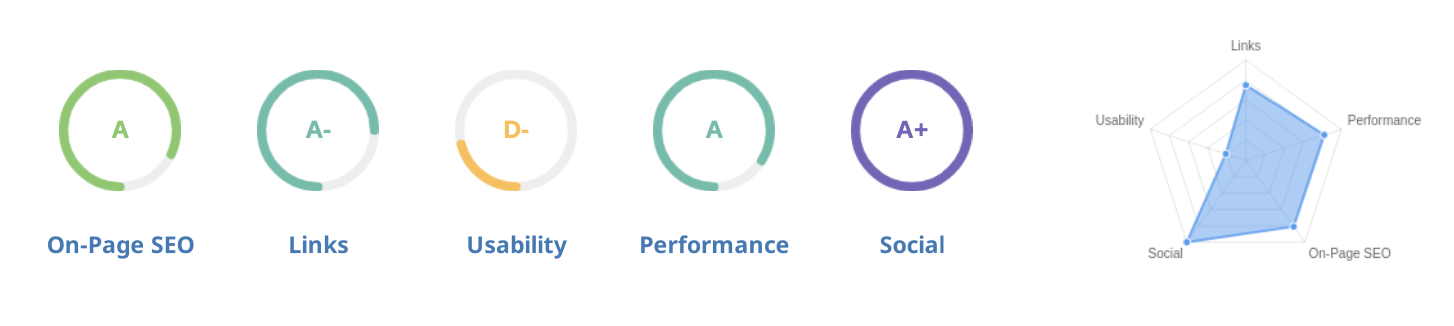 A
A-
D-
A
A+
On-Page SEO
Links
Usability
Performance
Social
Links
Usability
Performance
Social
On-Page SEO